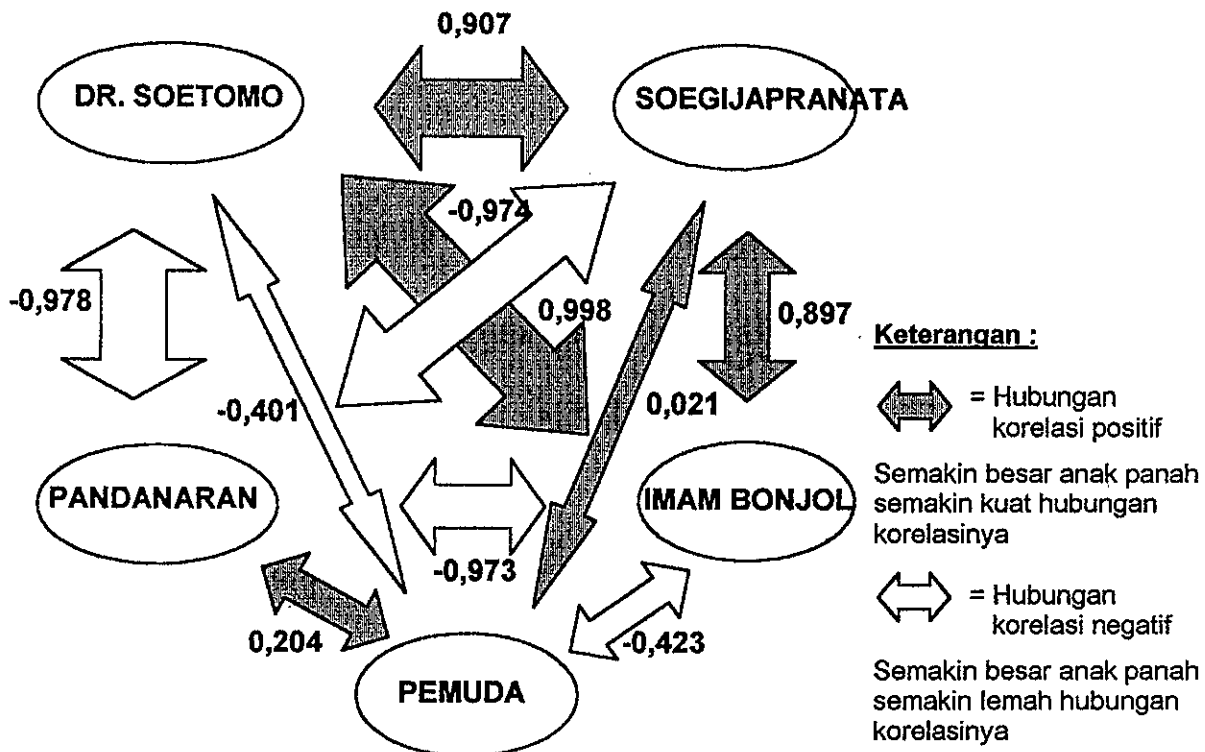 0,907
DR. SOETOMO
SOEGIJAPRANATA
-0,974
-0,978
0,998
0,897
Keterangan :
= Hubungan
korelasi positif
-0,401
0,021
Semakin besar anak panah
semakin kuat hubungan
korelasinya
PANDANARAN
IMAM BONJOL
-0,973
= Hubungan
korelasi negatif
0,204
-0,423
Semakin besar anak panah
semakin lemah hubungan
korelasinya
PEMUDA